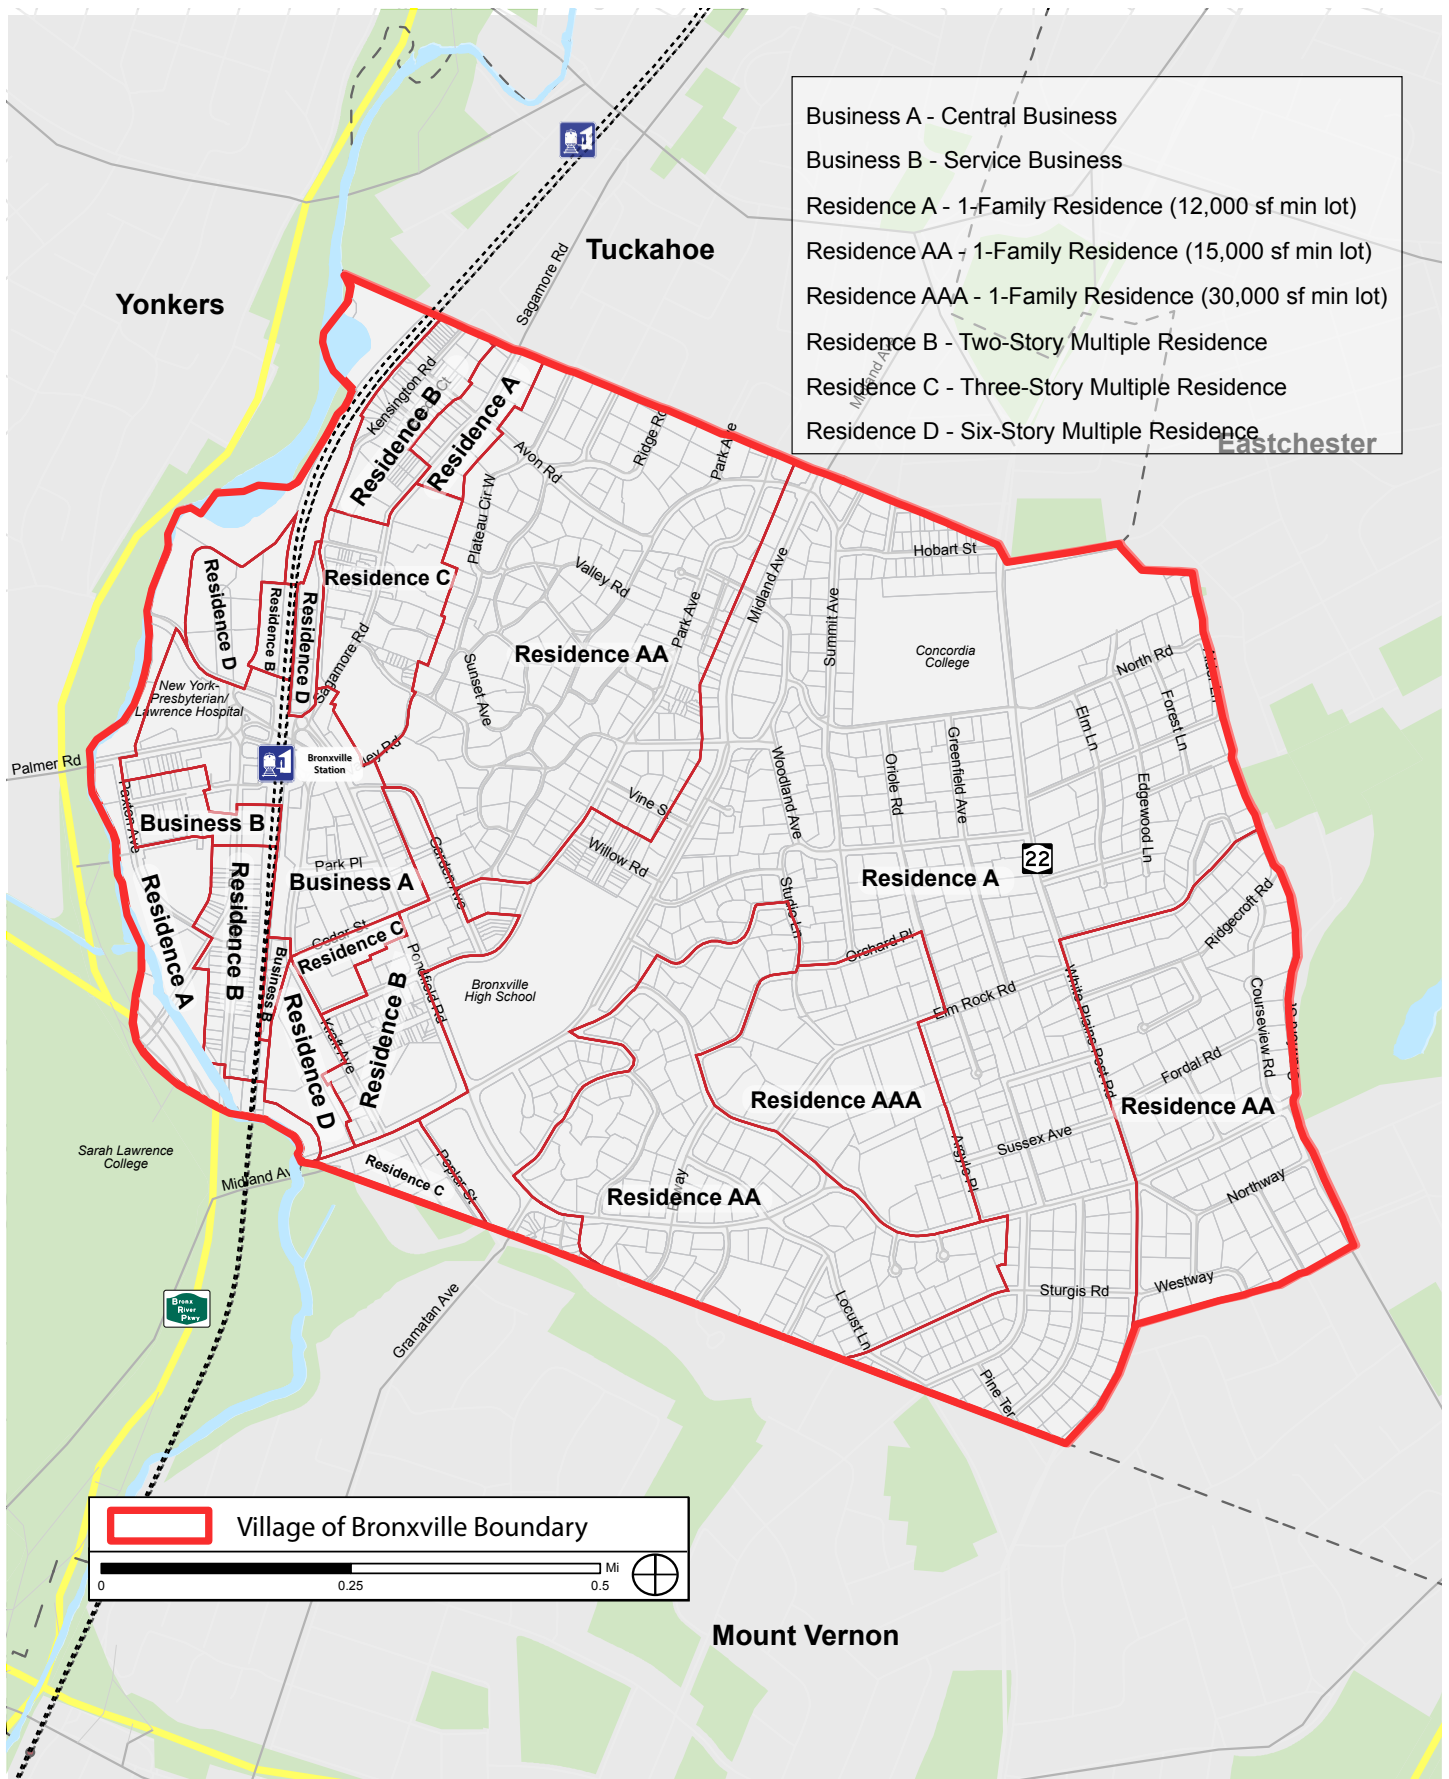 Business A - Central Business
Business B - Service Business
Residence A - 1-Family Residence (12,000 sf min lot)
Residence AA - 1-Family Residence (15,000 sf min lot)
Residence AAA - 1-Family Residence (30,000 sf min lot)
Residence B - Two-Story Multiple Residence
Residence C - Three-Story Multiple Residence
Residence D - Six-Story Multiple Residence
Eastchester
Tuckahoe
Yonkers
Sagamore Rd
Midland Ave
Kensington Rd
Residence B
Residence A
Avon Rd
Ridge Rd
Park Ave
Plateau Cir W
Hobart St
Residence C
Valley Rd
Midland Ave
Residence D
Residence B
Residence D
Park Ave
Summit Ave
Sagamore Rd
Residence AA
Concordia
College
North Rd
Alder Ln
Sunset Ave
New York-
Presbyterian/
Lawrence Hospital
Elm Ln
Forest Ln
Palmer Rd
Bronxville
Station
Woodland Ave
Oriole Rd
Greenfield Ave
Edgewood Ln
Paxton Ave
Vine S
Business B
Willow Rd
Park Pl
Garden Ave
22
Business A
Residence A
Residence A
Residence B
Studio Ln
Ridgecroft Rd
Cedar St
Residence C
Orchard Pl
Business B
Pondfield Rd
Bronxville
High School
Elm Rock Rd
White Plains Post Rd
Courseview Rd
Residence D
Kraft Ave
Residence B
Fordal Rd
Residence AAA
Residence AA
Sussex Ave
Argyle Pl
Sarah Lawrence
College
Midland Av
Residence C
Poplar St
Residence AA
Northway
Westway
Sturgis Rd
Bronx
River
Pkwy
Gramatan Ave
Locust Ln
Pine Ter
Village of Bronxville Boundary
Mi
0 0.25 0.5
Mount Vernon